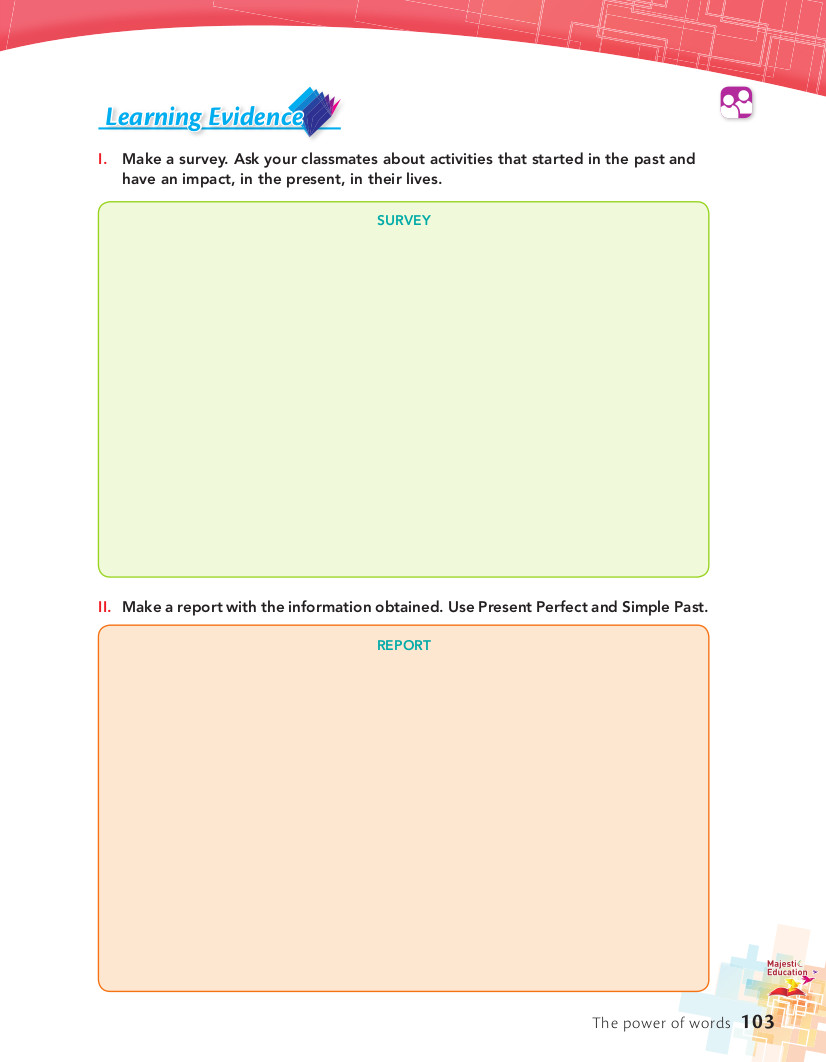 Learning Evidence
I. Make a survey. Ask your classmates about activities that started in the past and
have an impact, in the present, in their lives.
SURVEY
II. Make a report with the information obtained. Use Present Perfect and Simple Past.
REPORT
Majestic
Education
The power of words 103